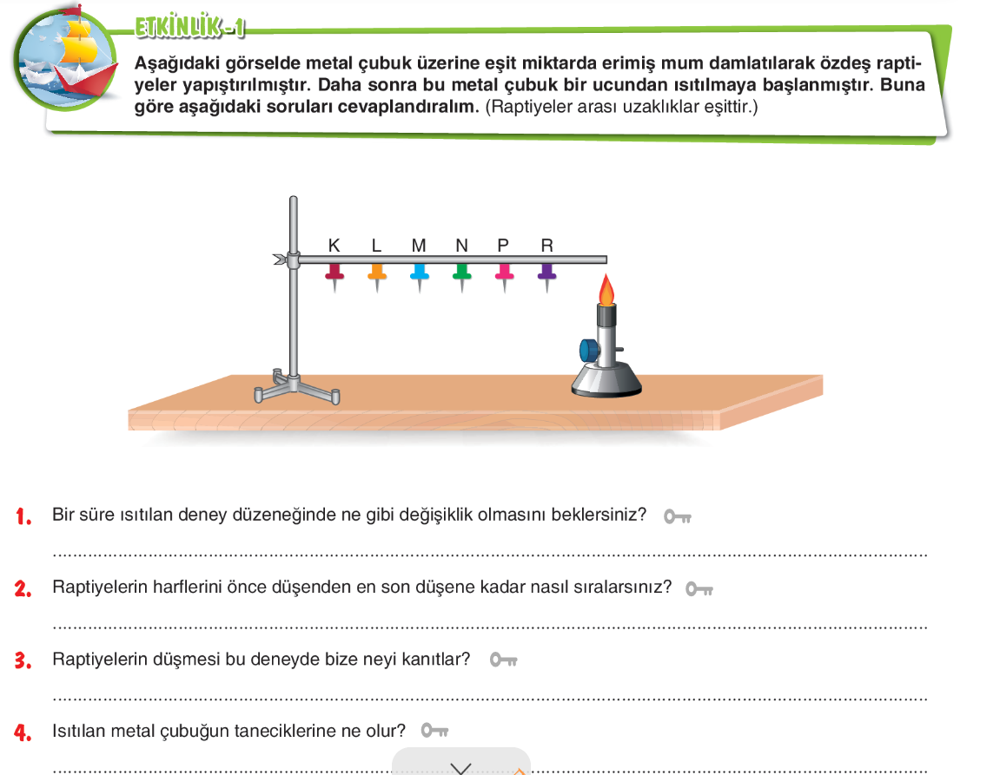 ETKİNLİK-1
Aşağıdaki görselde metal çubuk üzerine eşit miktarda erimiş mum damlatılarak özdeş rapti-
yeler yapıştırılmıştır. Daha sonra bu metal çubuk bir ucundan ısıtılmaya başlanmıştır. Buna
göre aşağıdaki soruları cevaplandıralım. (Raptiyeler arası uzaklıklar eşittir.)
K L M N P R
1. Bir süre ısıtılan deney düzeneğinde ne gibi değişiklik olmasını beklersiniz?
2. Raptiyelerin harflerini önce düşenden en son düşene kadar nasıl sıralarsınız?
3. Raptiyelerin düşmesi bu deneyde bize neyi kanıtlar?
4. Isıtılan metal çubuğun taneciklerine ne olur?